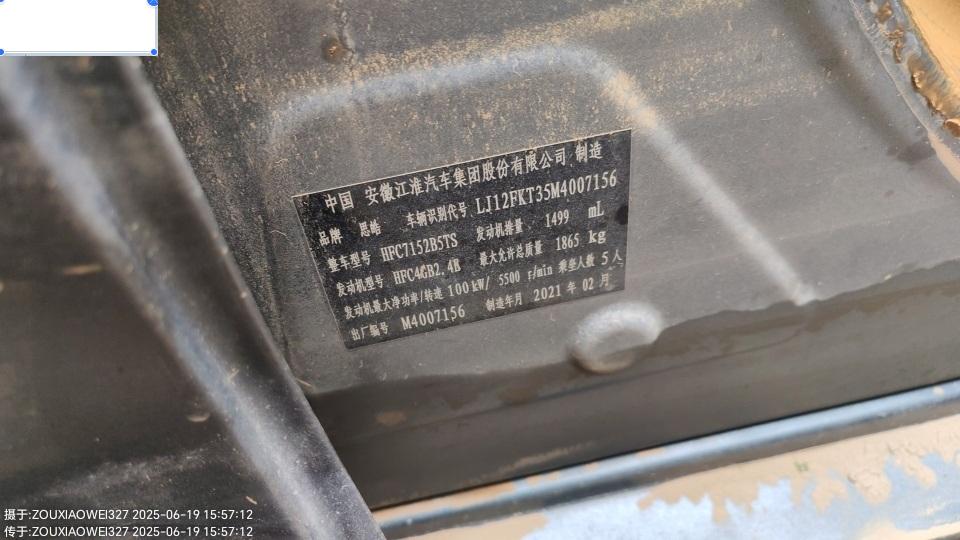 中国 安徽江淮汽车集团股份有限公司 制造
品牌 思皓 车辆识别代号 LJ12FKT35M4007156
整车型号 HFC7152B5TS 发动机排量 1499 mL
发动机型号 HFC4GB2.4E 最大允许总质量 1865 kg
发动机最大净功率/转速 100 kW/ 5500 r/min 乘坐人数 5 人
出厂编号 M4007156 制造年月 2021 年 02 月
摄于:ZOUXIAOWEI327 2025-06-19 15:57:12
传于:ZOUXIAOWEI327 2025-06-19 15:57:12